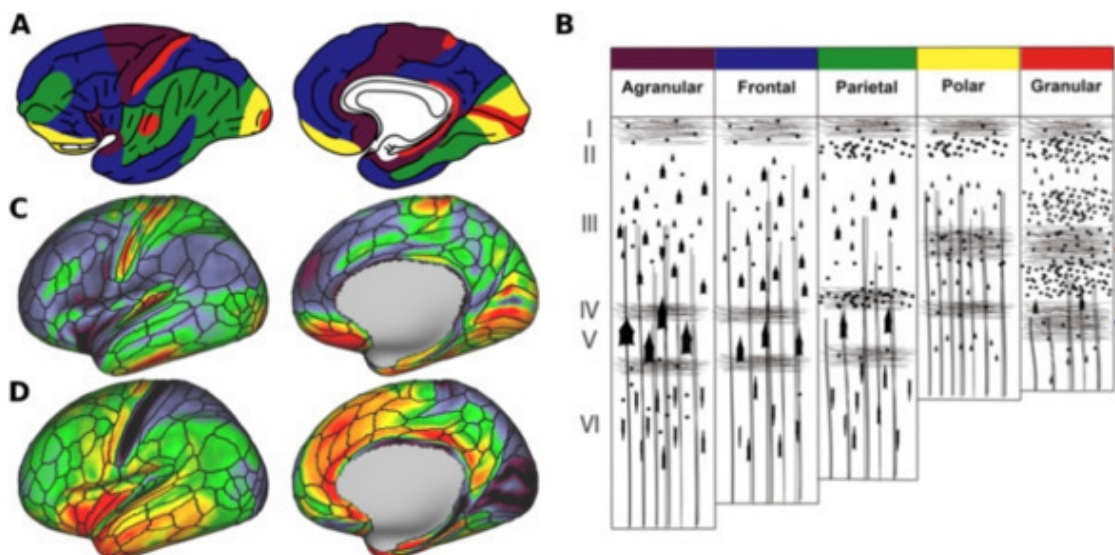 A
B
Agranular
Frontal
Parietal
Polar
Granular
I
II
III
IV
V
VI
C
D